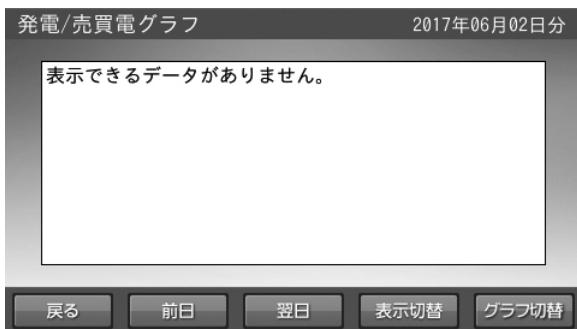 発電/売買電グラフ 2017年06月02日分
表示できるデータがありません。
戻る 前日 翌日 表示切替 グラフ切替